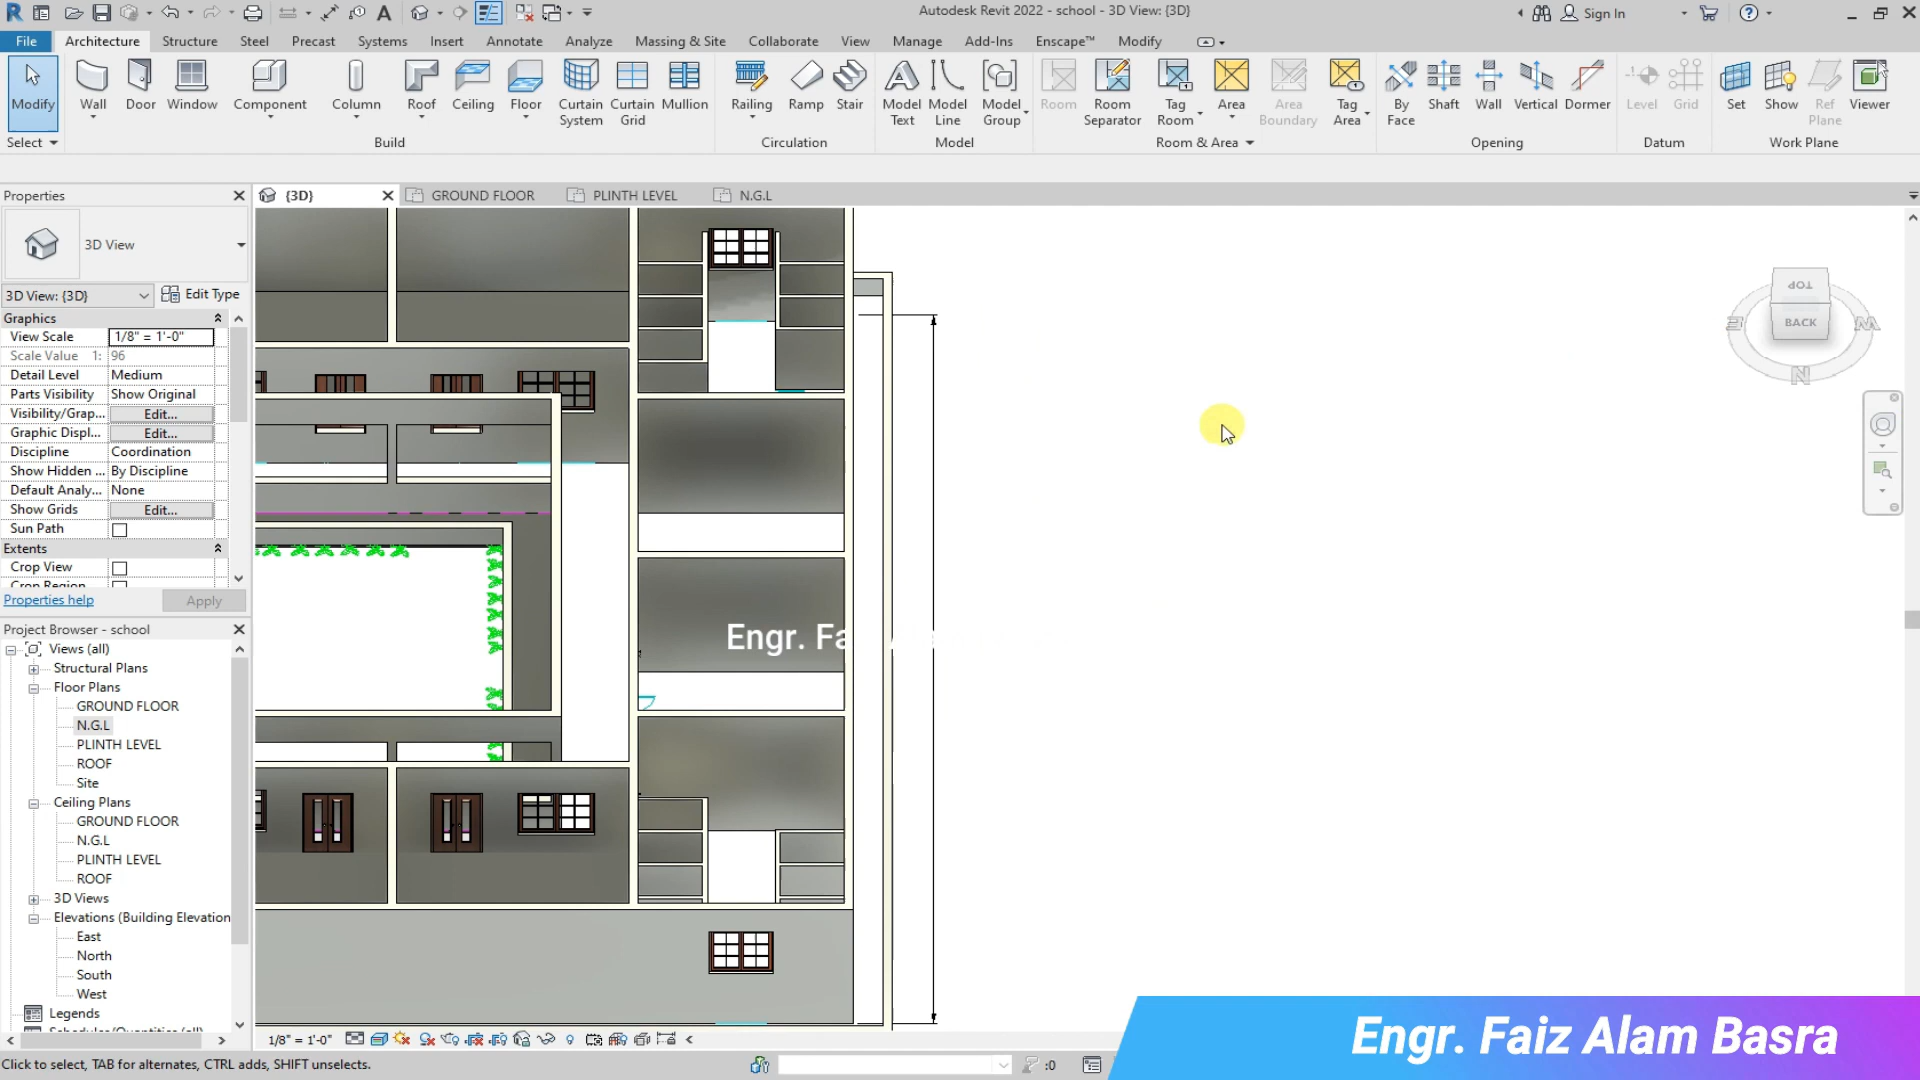 Autodesk Revit 2022 - school - 3D View: {3D}
Sign In
File Architecture Structure Steel Precast Systems Insert Annotate Analyze Massing & Site Collaborate View Manage Add-Ins Enscape™ Modify
Modify
Wall Door Window Component Column Roof Ceiling Floor Curtain System Curtain Grid Mullion
Railing Ramp Stair
Model Text Model Line Model Group
Room Room Separator Tag Room Area Area Boundary Tag Area
By Face Shaft Wall Vertical Dormer
Level Grid
Set Show Ref Plane Viewer
Select Build Circulation Model Room & Area Opening Datum Work Plane
Properties
{3D} GROUND FLOOR PLINTH LEVEL N.G.L
3D View
3D View: {3D} Edit Type
Graphics
View Scale 1/8" = 1'-0"
Scale Value 1: 96
Detail Level Medium
Parts Visibility Show Original
Visibility/Grap... Edit...
Graphic Displ... Edit...
Discipline Coordination
Show Hidden ... By Discipline
Default Analy... None
Show Grids Edit...
Sun Path
Extents
Crop View
Crop Region
Properties help Apply
Project Browser - school
Views (all)
Structural Plans
Floor Plans
GROUND FLOOR
N.G.L
PLINTH LEVEL
ROOF
Site
Ceiling Plans
GROUND FLOOR
N.G.L
PLINTH LEVEL
ROOF
3D Views
Elevations (Building Elevation
East
North
South
West
Legends
Schedules/Quantities (all)
TOP
BACK
E
W
N
Engr. Fa
1/8" = 1'-0"
Click to select, TAB for alternates, CTRL adds, SHIFT unselects.
:0
Engr. Faiz Alam Basra